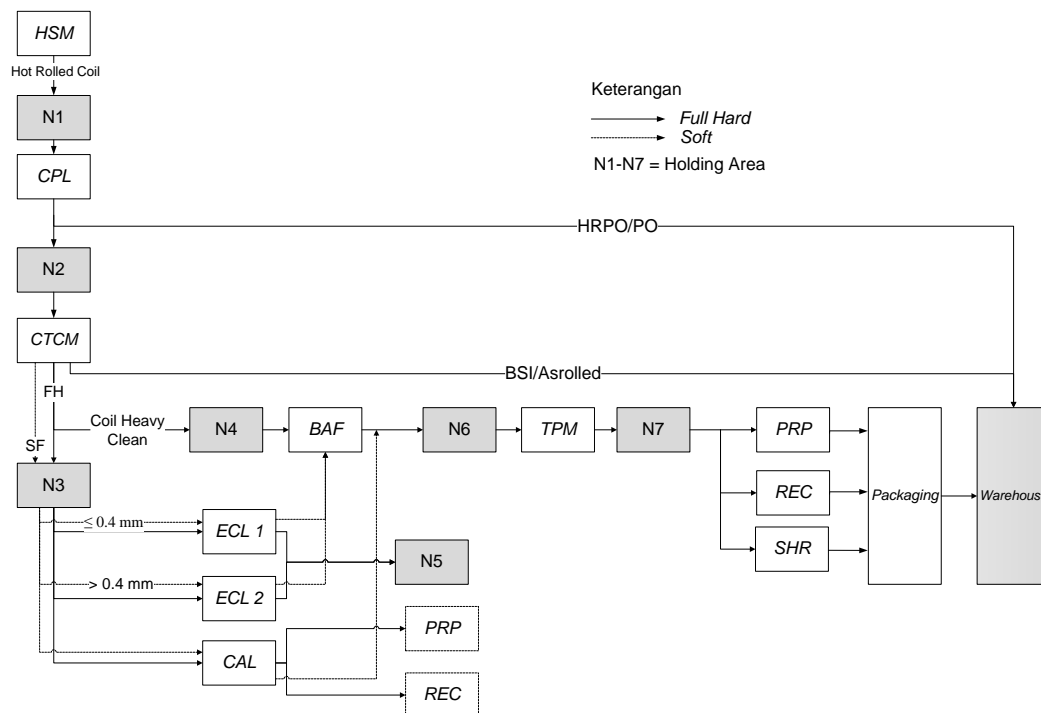 HSM
Hot Rolled Coil
N1
Keterangan
Full Hard
Soft
N1-N7 = Holding Area
CPL
HRPO/PO
N2
CTCM
BSI/Asrolled
FH
SF
Coil Heavy
Clean
N4
BAF
N6
TPM
N7
PRP
REC
SHR
Packaging
Warehous
N3
≤ 0.4 mm
ECL 1
N5
> 0.4 mm
ECL 2
CAL
PRP
REC